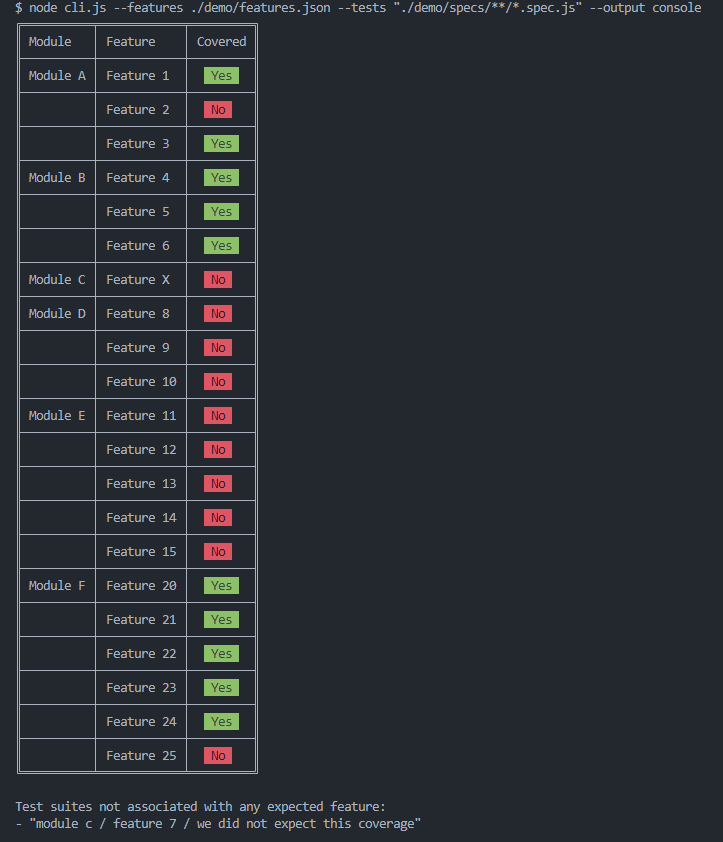 $ node cli.js --features ./demo/features.json --tests "./demo/specs/**/*.spec.js" --output console
Module Feature Covered
Module A Feature 1 Yes
Feature 2 No
Feature 3 Yes
Module B Feature 4 Yes
Feature 5 Yes
Feature 6 Yes
Module C Feature X No
Module D Feature 8 No
Feature 9 No
Feature 10 No
Module E Feature 11 No
Feature 12 No
Feature 13 No
Feature 14 No
Feature 15 No
Module F Feature 20 Yes
Feature 21 Yes
Feature 22 Yes
Feature 23 Yes
Feature 24 Yes
Feature 25 No
Test suites not associated with any expected feature:
- "module c / feature 7 / we did not expect this coverage"